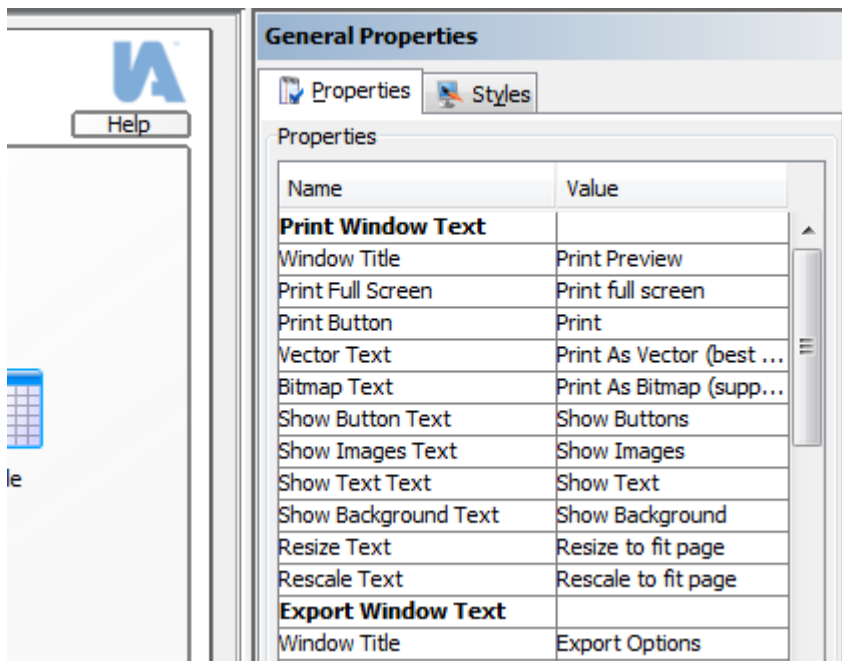 Help
le
General Properties
Properties
Styles
Properties
Name Value
Print Window Text
Window Title Print Preview
Print Full Screen Print full screen
Print Button Print
Vector Text Print As Vector (best ...
Bitmap Text Print As Bitmap (supp...
Show Button Text Show Buttons
Show Images Text Show Images
Show Text Text Show Text
Show Background Text Show Background
Resize Text Resize to fit page
Rescale Text Rescale to fit page
Export Window Text
Window Title Export Options